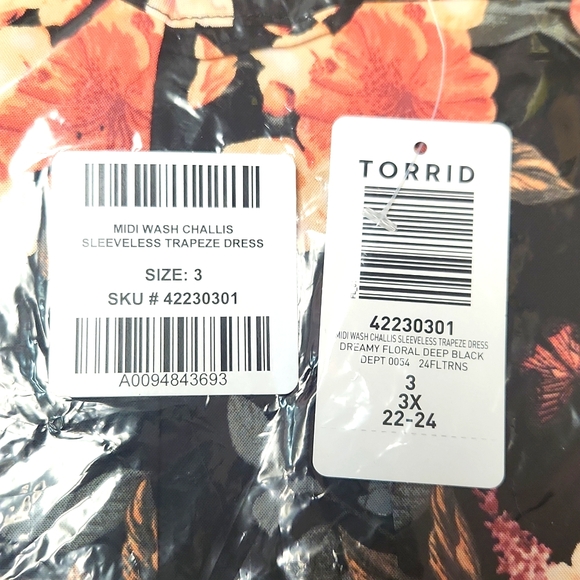 MIDI WASH CHALLIS
SLEEVELESS TRAPEZE DRESS
SIZE: 3
SKU # 42230301
A0094843693
TORRID
42230301
MIDI WASH CHALLIS SLEEVELESS TRAPEZE DRESS
DREAMY FLORAL DEEP BLACK
DEPT 0054 24FLTRNS
3
3X
22-24